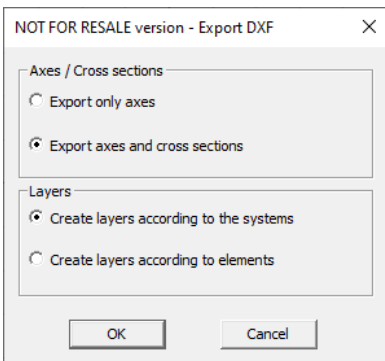 NOT FOR RESALE version - Export DXF
Axes / Cross sections
Export only axes
Export axes and cross sections
Layers
Create layers according to the systems
Create layers according to elements
OK Cancel